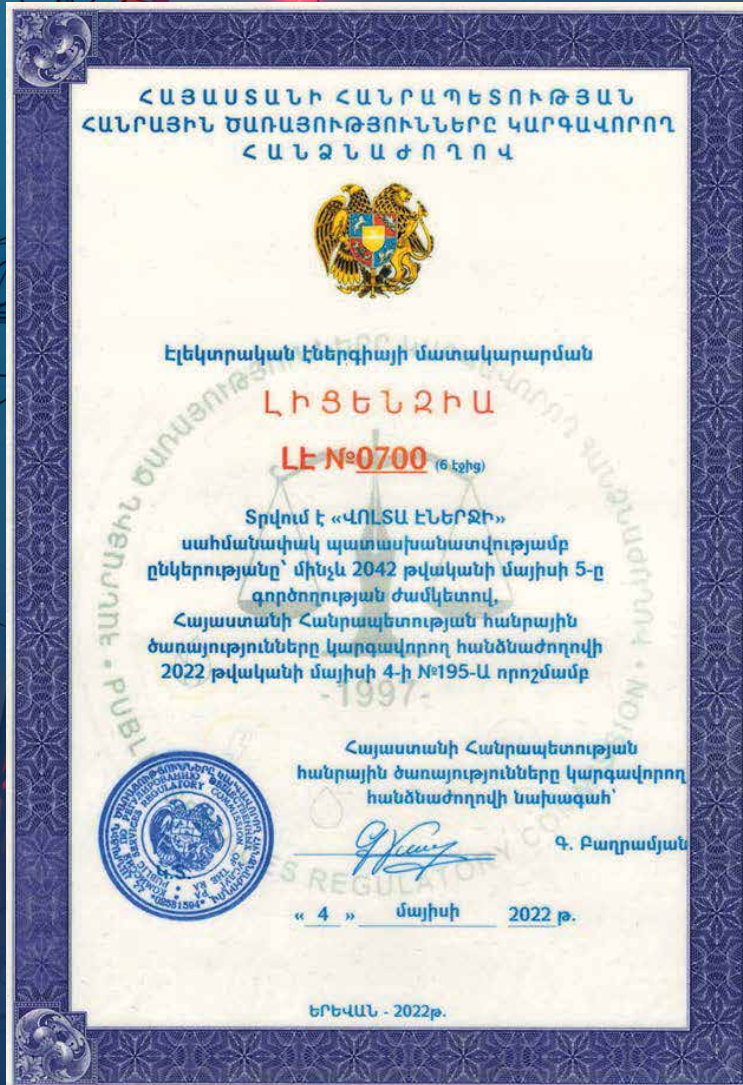 ՀԱՅԱՍՏԱՆԻ ՀԱՆՐԱՊԵՏՈՒԹՅԱՆ
ՀԱՆՐԱՅԻՆ ԾԱՌԱՅՈՒԹՅՈՒՆՆԵՐԸ ԿԱՐԳԱՎՈՐՈՂ
ՀԱՆՁՆԱԺՈՂՈՎ
Էլեկտրական էներգիայի մատակարարման
ԼԻՑԵՆԶԻԱ
ԼԷ №0700 (6 էջից)
Տրվում է «ՎՈԼՏԱ ԷՆԵՐՋԻ»
սահմանափակ պատասխանատվությամբ
ընկերությանը՝ մինչև 2042 թվականի մայիսի 5-ը
գործողության ժամկետով,
Հայաստանի Հանրապետության հանրային
ծառայությունները կարգավորող հանձնաժողովի
2022 թվականի մայիսի 4-ի №195-Ա որոշմամբ
-1997-
Հայաստանի Հանրապետության
հանրային ծառայությունները կարգավորող
հանձնաժողովի նախագահ՝
Գ. Բաղրամյան
Կ.Տ.
« 4 » մայիսի 2022 թ.
ԵՐԵՎԱՆ - 2022թ.